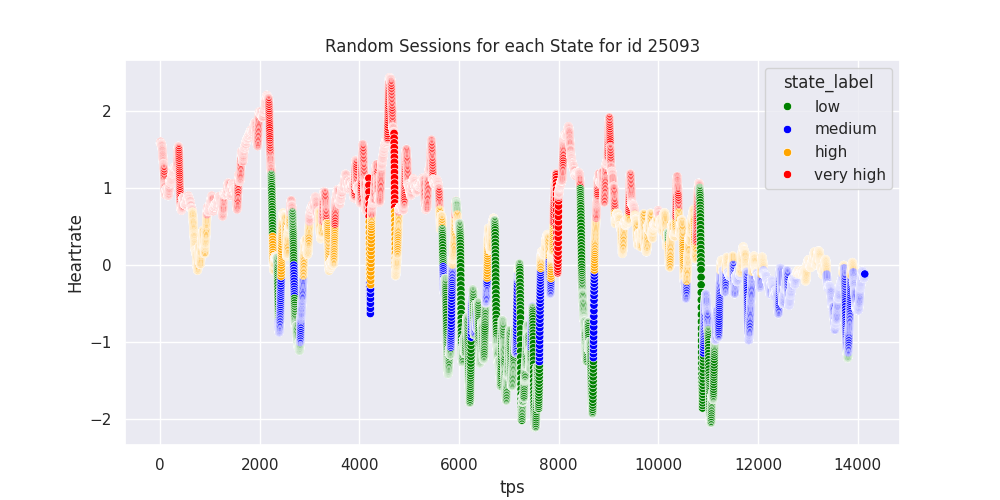 Random Sessions for each State for id 25093
state_label
low
medium
high
very high
Heartrate
2
1
0
−1
−2
0 2000 4000 6000 8000 10000 12000 14000
tps